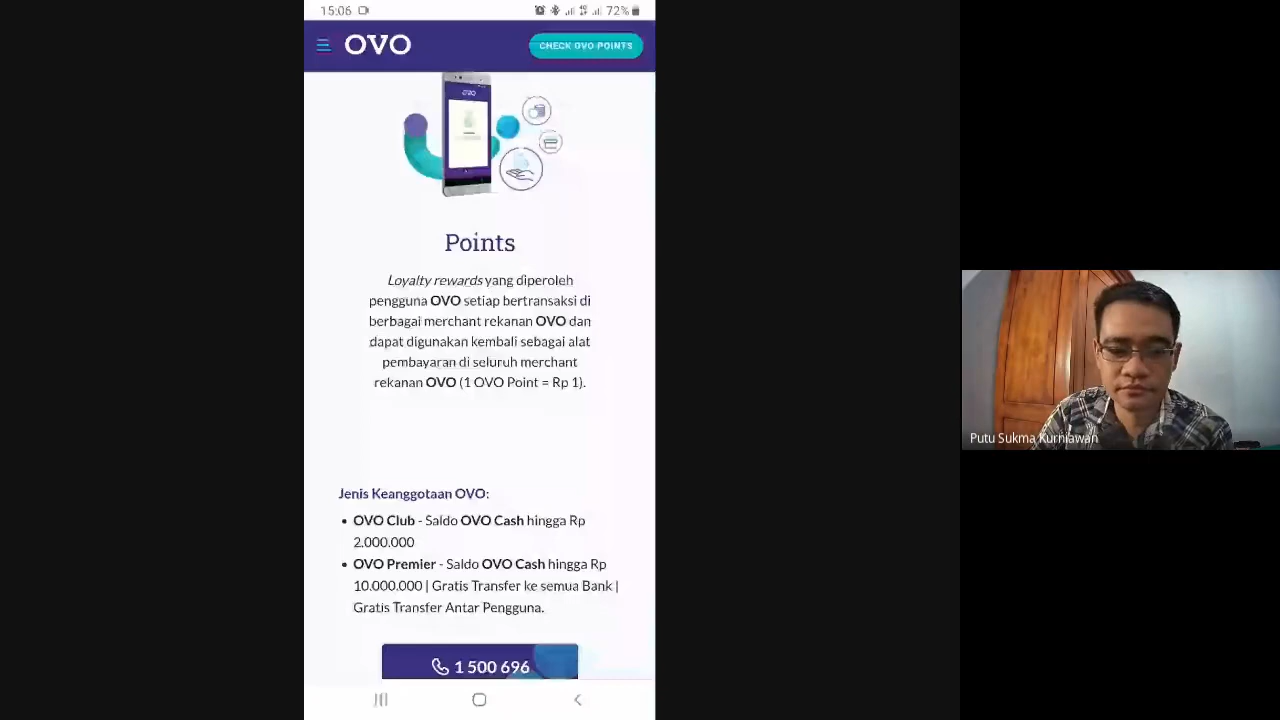 15:06
72%
OVO
CHECK OVO POINTS
OVO
Points
Loyalty rewards yang diperoleh
pengguna OVO setiap bertransaksi di
berbagai merchant rekanan OVO dan
dapat digunakan kembali sebagai alat
pembayaran di seluruh merchant
rekanan OVO (1 OVO Point = Rp 1).
Jenis Keanggotaan OVO:
• OVO Club - Saldo OVO Cash hingga Rp
2.000.000
• OVO Premier - Saldo OVO Cash hingga Rp
10.000.000 | Gratis Transfer ke semua Bank |
Gratis Transfer Antar Pengguna.
1 500 696
Putu Sukma Kurniawan